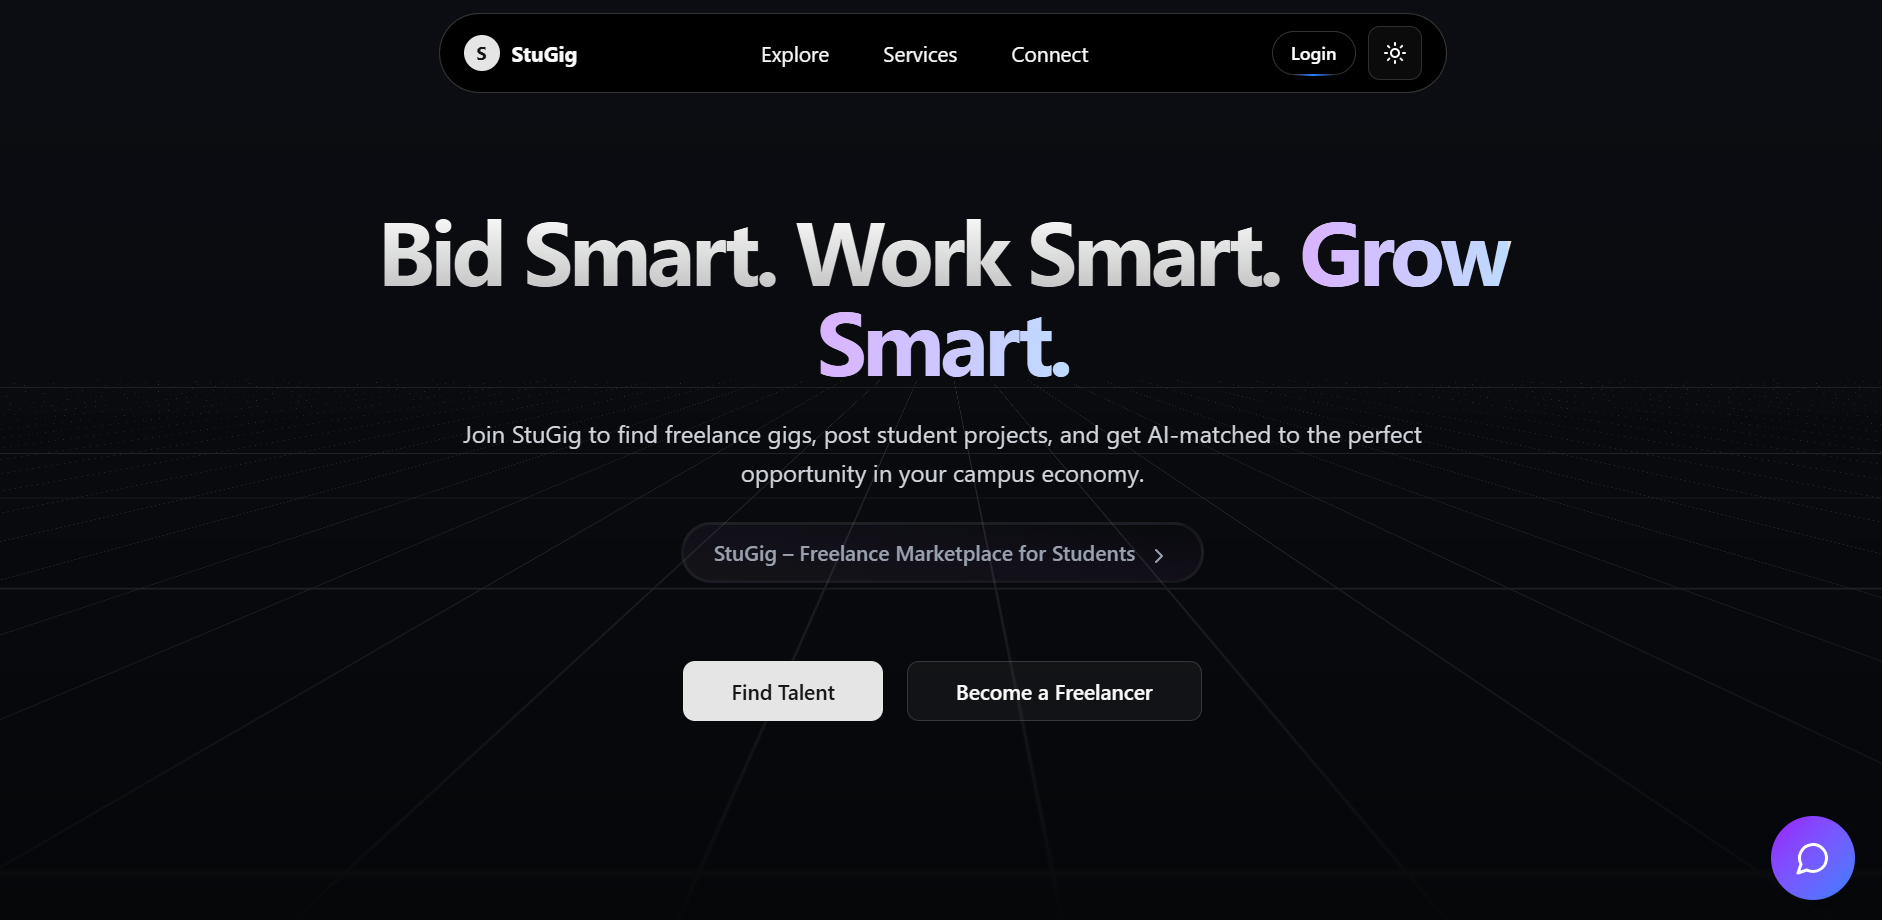 S StuGig Explore Services Connect Login
Bid Smart. Work Smart. Grow
Smart.
Join StuGig to find freelance gigs, post student projects, and get AI-matched to the perfect
opportunity in your campus economy.
StuGig – Freelance Marketplace for Students
Find Talent Become a Freelancer